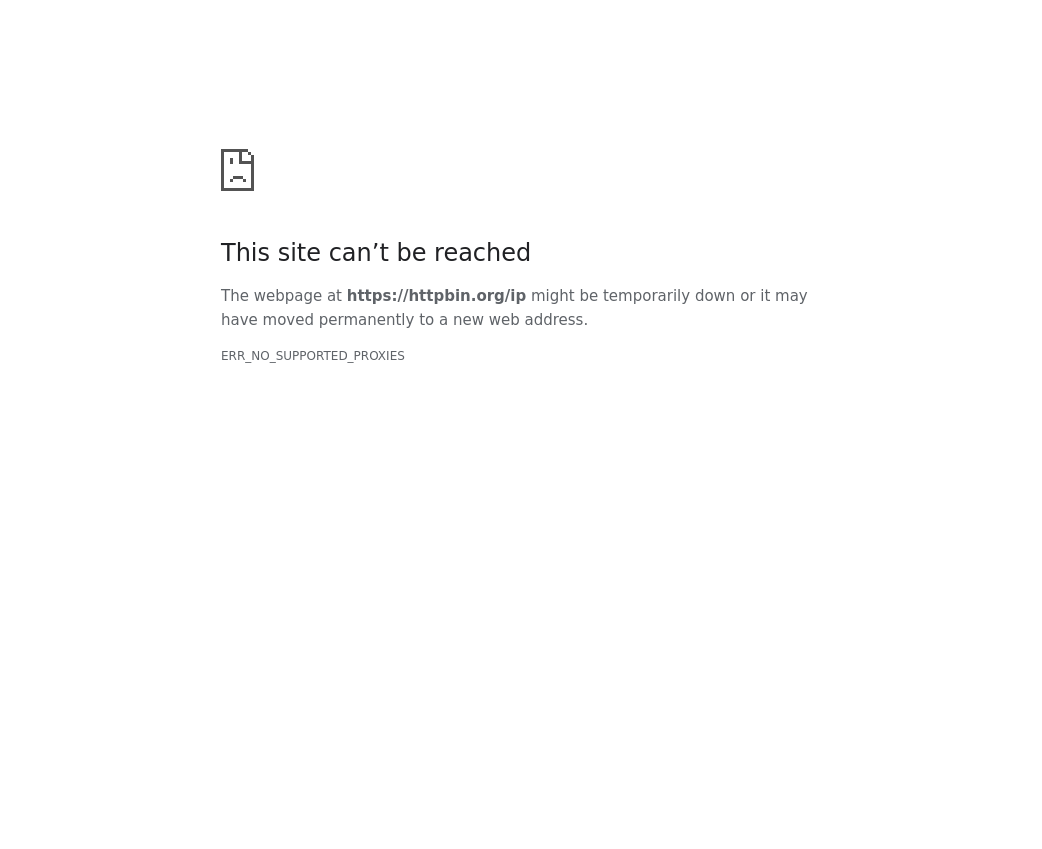 This site can’t be reached
The webpage at https://httpbin.org/ip might be temporarily down or it may
have moved permanently to a new web address.
ERR_NO_SUPPORTED_PROXIES